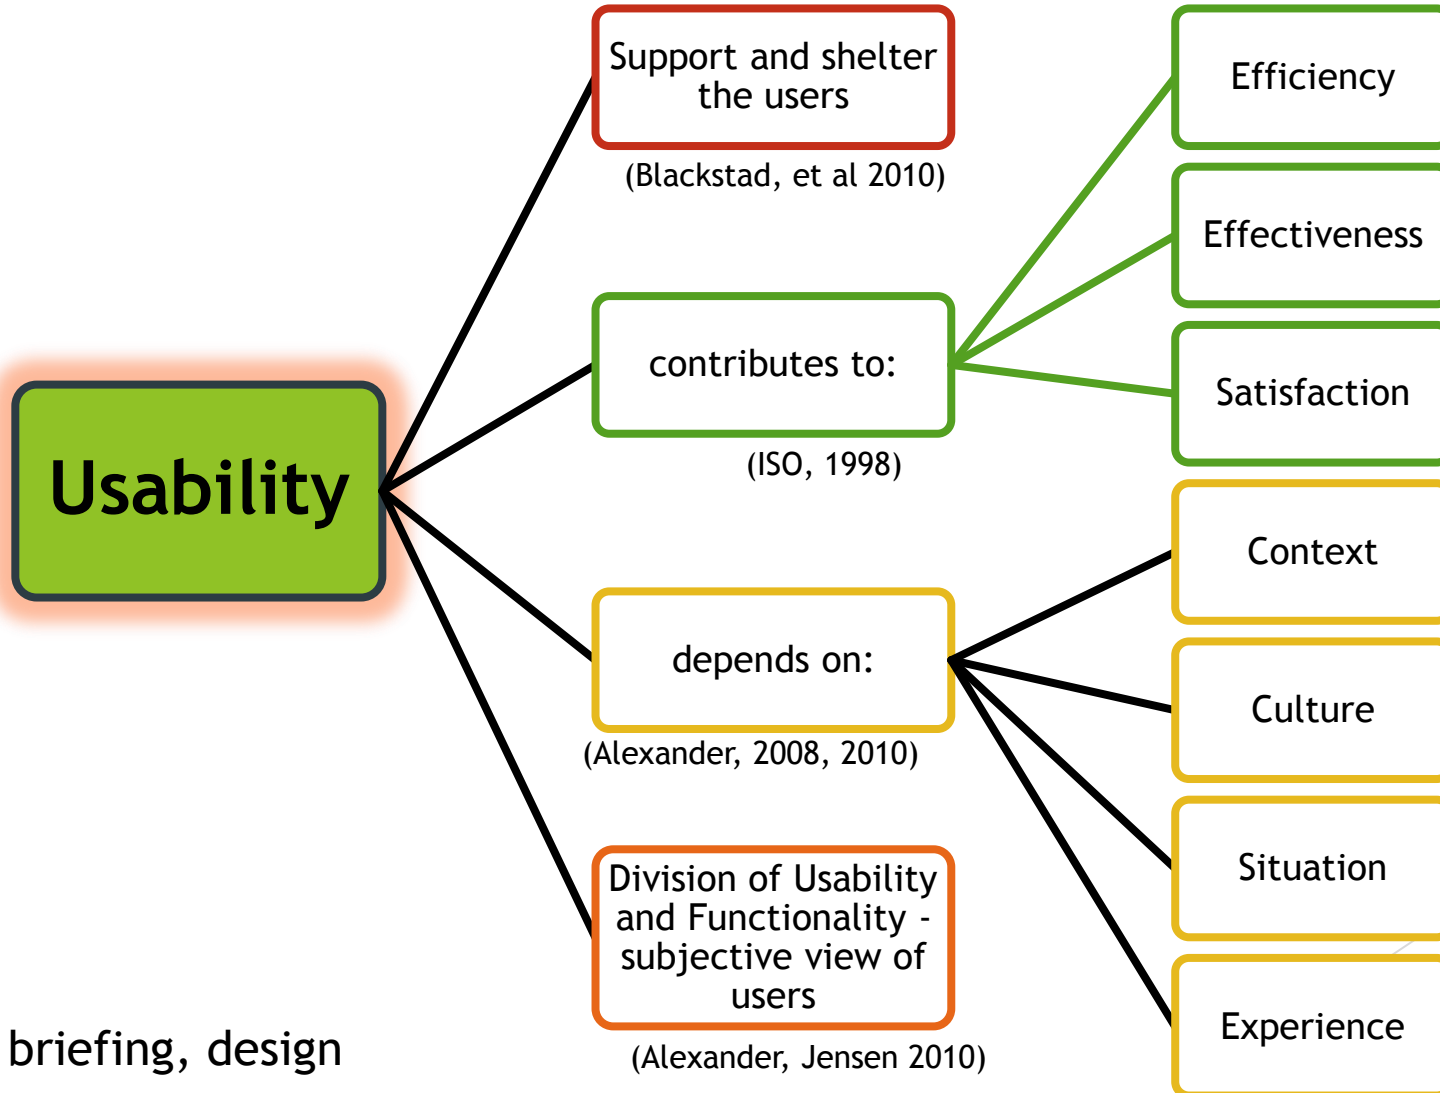 Usability
Support and shelter
the users
(Blackstad, et al 2010)
contributes to:
(ISO, 1998)
depends on:
(Alexander, 2008, 2010)
Division of Usability
and Functionality -
subjective view of
users
(Alexander, Jensen 2010)
Efficiency
Effectiveness
Satisfaction
Context
Culture
Situation
Experience
briefing, design